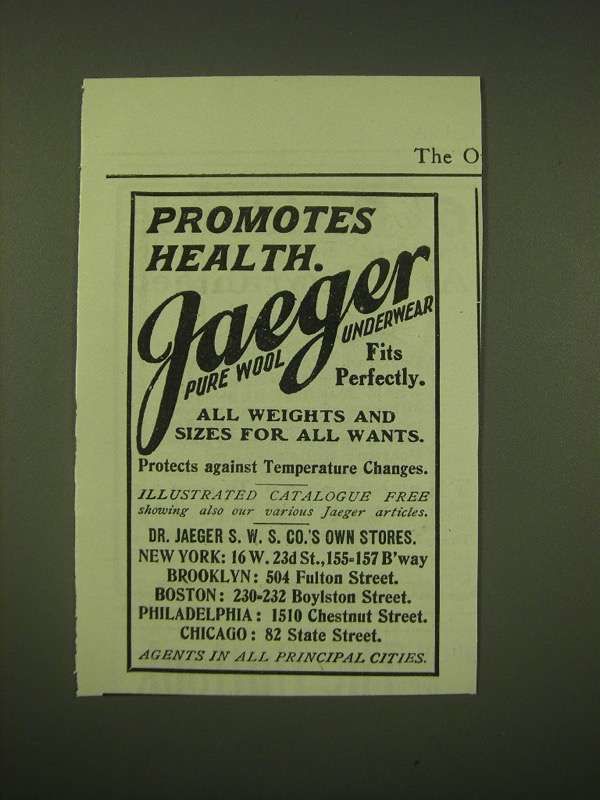 The O
PROMOTES
HEALTH.
Jaeger
PURE WOOL UNDERWEAR
Fits
Perfectly.
ALL WEIGHTS AND
SIZES FOR ALL WANTS.
Protects against Temperature Changes.
ILLUSTRATED CATALOGUE FREE
showing also our various Jaeger articles.
DR. JAEGER S. W. S. CO.'S OWN STORES.
NEW YORK: 16 W. 23d St., 155-157 B'way
BROOKLYN: 504 Fulton Street.
BOSTON: 230-232 Boylston Street.
PHILADELPHIA: 1510 Chestnut Street.
CHICAGO: 82 State Street.
AGENTS IN ALL PRINCIPAL CITIES.